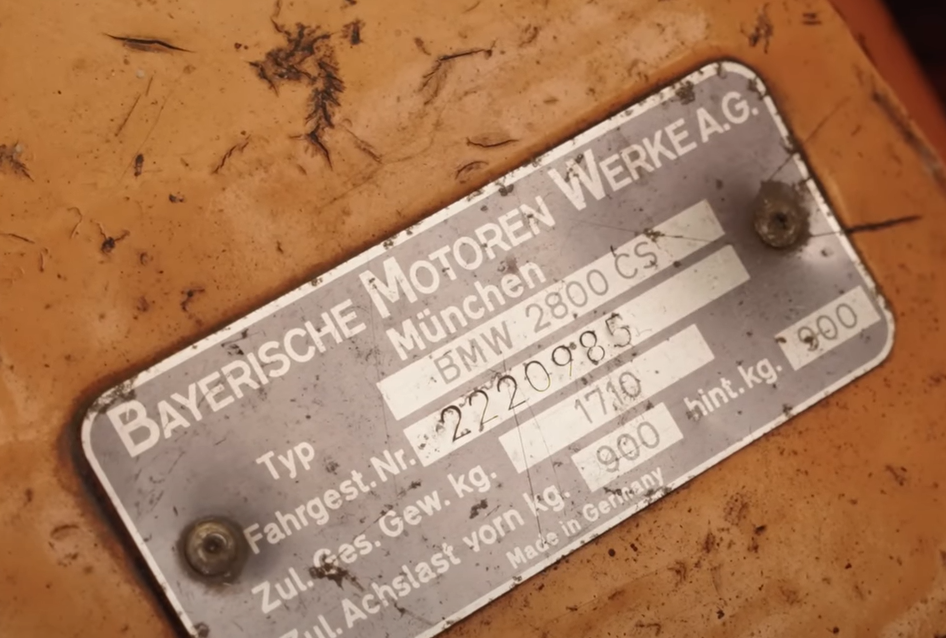 BAYERISCHE MOTOREN WERKE A.G.
München
Typ BMW 2800 CS
Fahrgest. Nr. 2220985
Zul. Ges. Gew. kg. 1710
Zul. Achslast vorn kg. 900 hint. kg. 900
Made in Germany